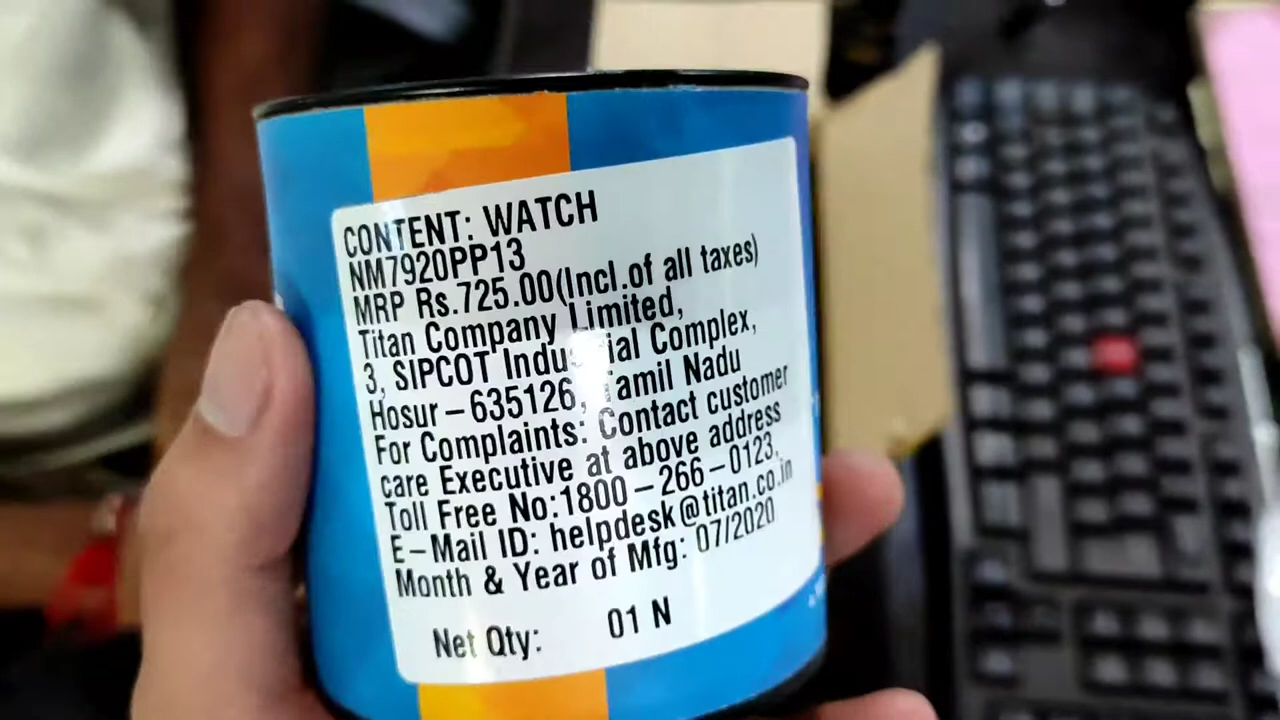 CONTENT: WATCH
NM7920PP13
MRP Rs.725.00(Incl.of all taxes)
Titan Company Limited,
3, SIPCOT Industrial Complex,
Hosur – 635126, Tamil Nadu
For Complaints: Contact customer
care Executive at above address
Toll Free No:1800 – 266 – 0123,
E–Mail ID: helpdesk@titan.co.in
Month & Year of Mfg: 07/2020
Net Qty: 01 N